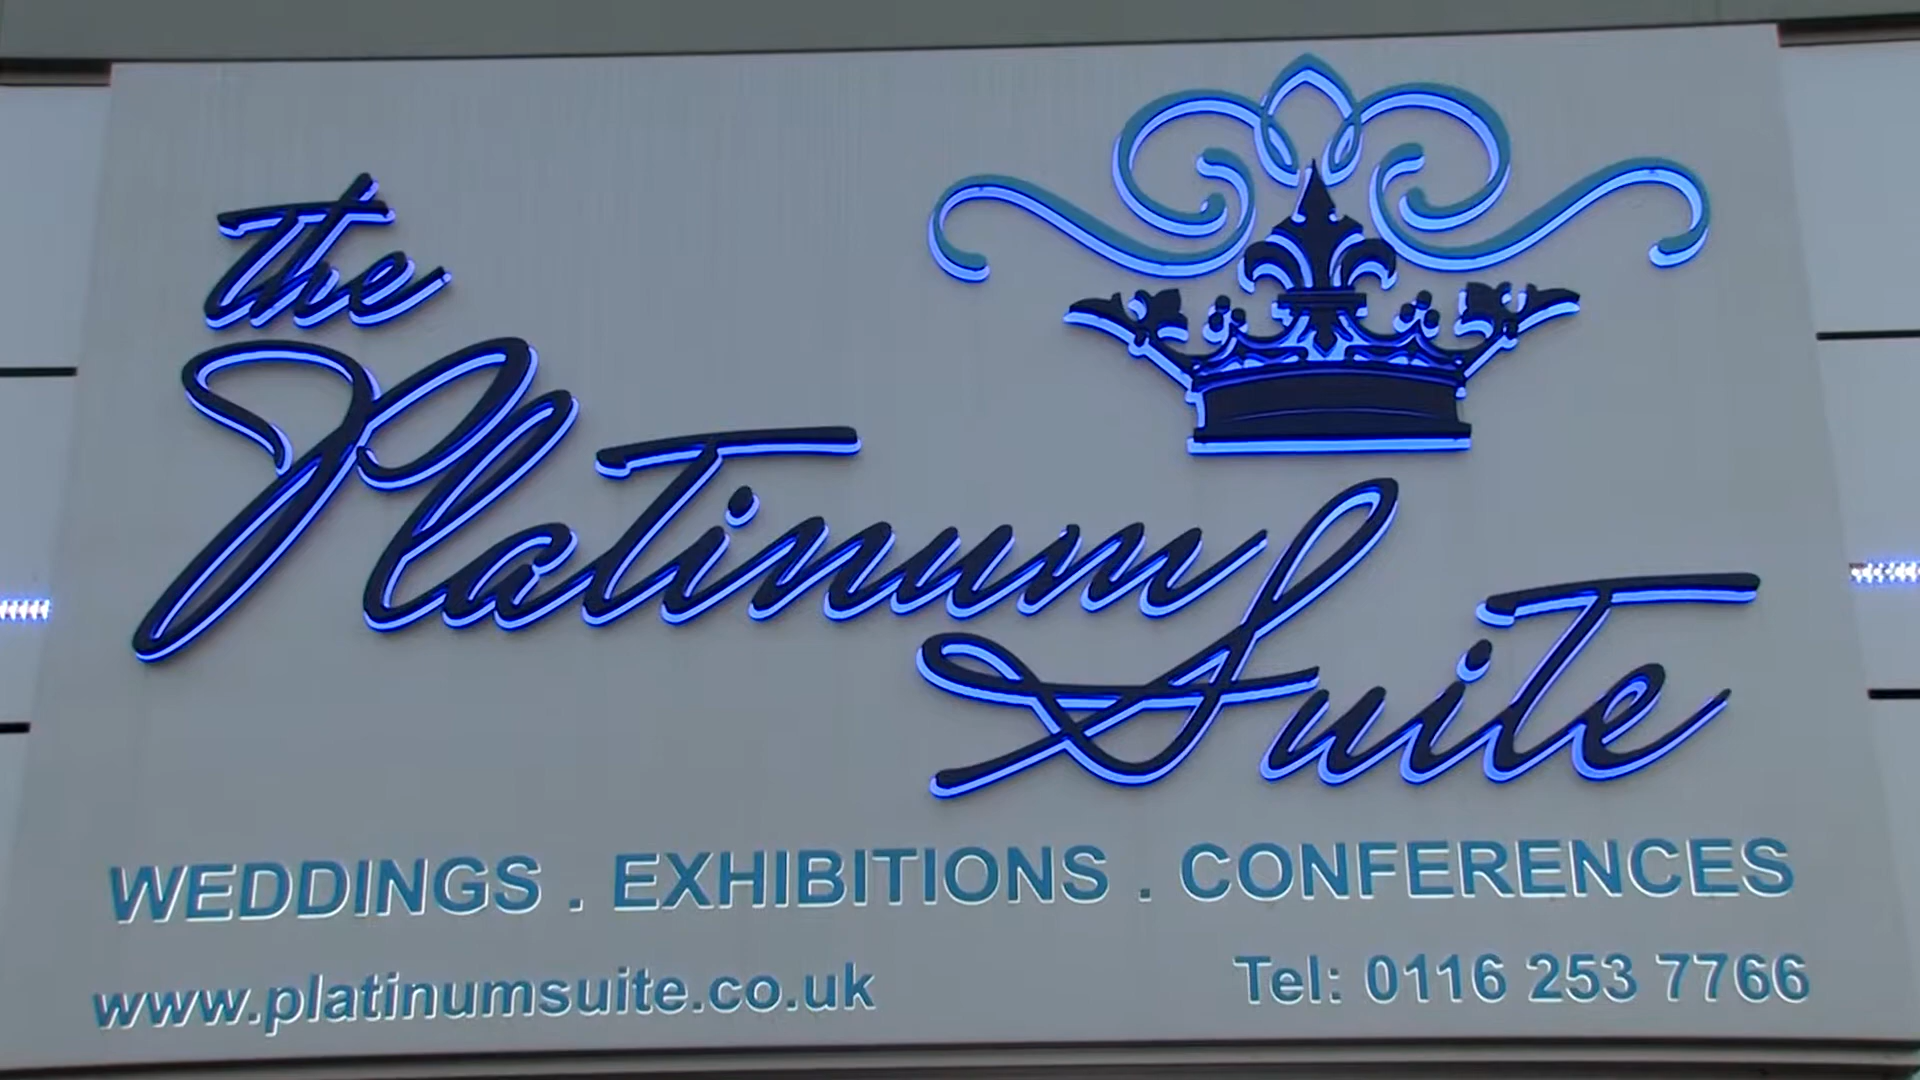 the
Platinum
Suite
WEDDINGS . EXHIBITIONS . CONFERENCES
www.platinumsuite.co.uk
Tel: 0116 253 7766